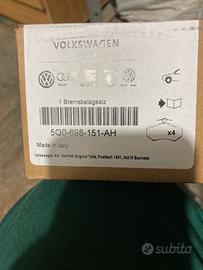 VOLKSWAGEN
1 Bremsbelagsatz
x4
5Q0-698-151-AH
Made in Italy
Volkswagen AG, Vertrieb Original Teile, Postfach 1451, 34219 Baunatal
subito